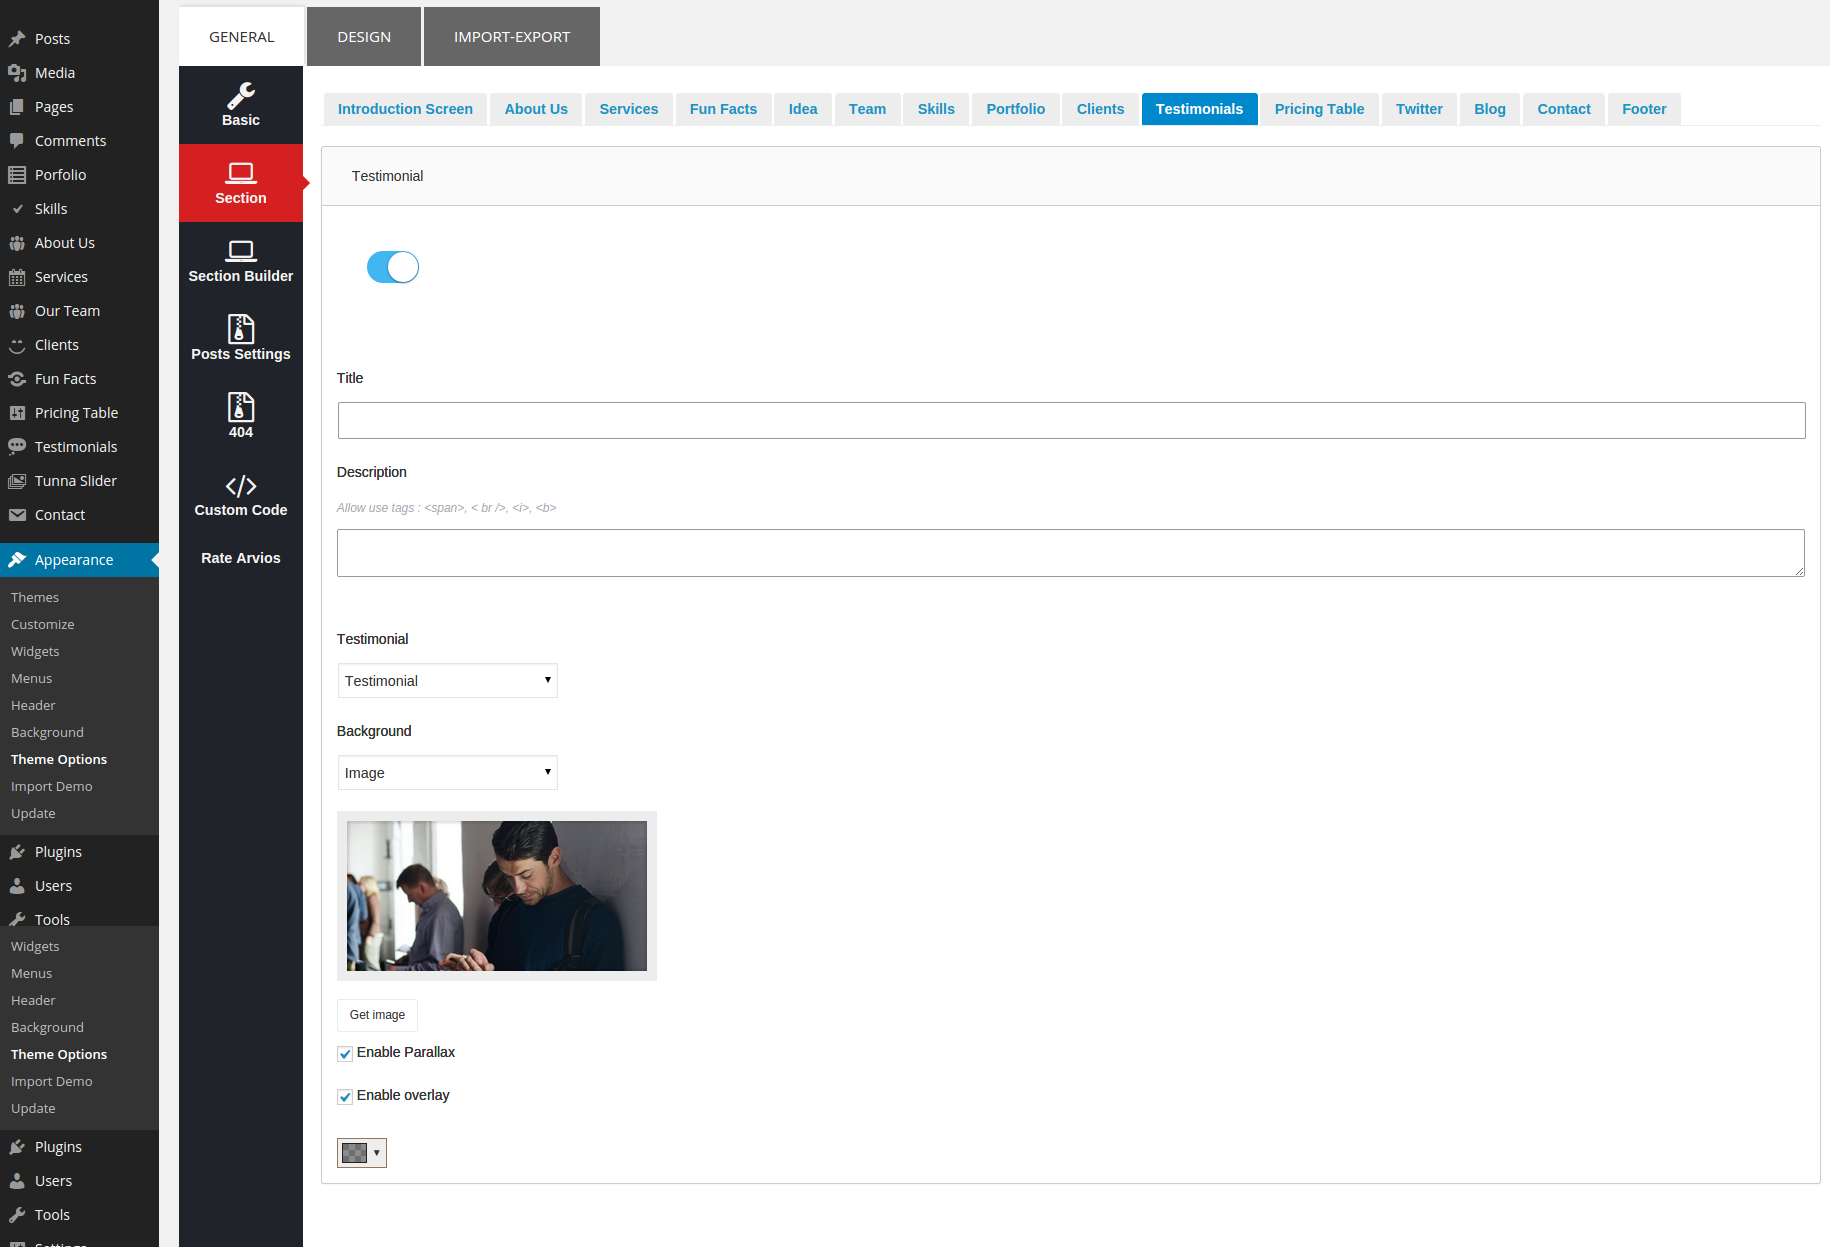 Posts
Media
Pages
Comments
Porfolio
Skills
About Us
Services
Our Team
Clients
Fun Facts
Pricing Table
Testimonials
Tunna Slider
Contact
Appearance
Themes
Customize
Widgets
Menus
Header
Background
Theme Options
Import Demo
Update
Plugins
Users
Tools
Widgets
Menus
Header
Background
Theme Options
Import Demo
Update
Plugins
Users
Tools
Settings
GENERAL DESIGN IMPORT-EXPORT
Basic
Section
Section Builder
Posts Settings
404
Custom Code
Rate Arvios
Introduction Screen About Us Services Fun Facts Idea Team Skills Portfolio Clients Testimonials Pricing Table Twitter Blog Contact Footer
Testimonial
Title
Description
Allow use tags : <span>, < br />, <i>, <b>
Testimonial
Testimonial
Background
Image
Get image
Enable Parallax
Enable overlay